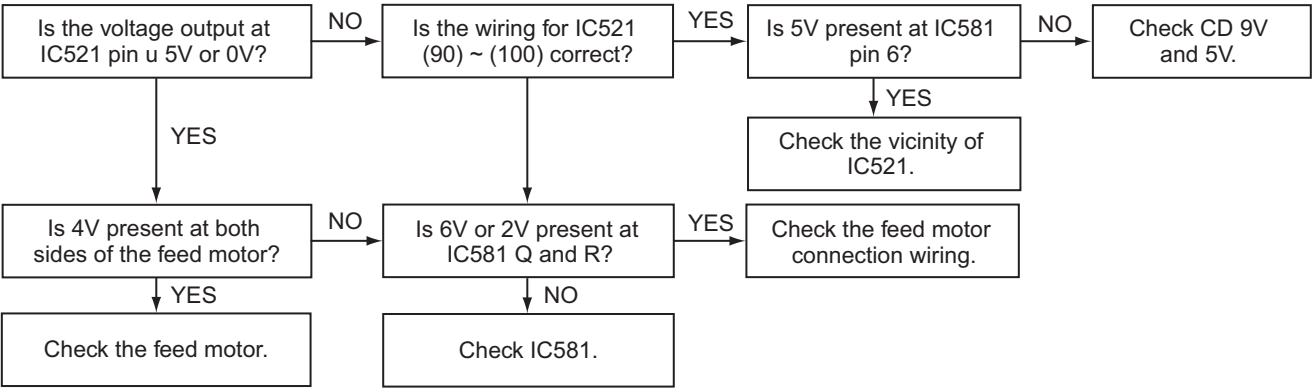 Is the voltage output at
IC521 pin u 5V or 0V?
NO
Is the wiring for IC521
(90) ~ (100) correct?
YES
Is 5V present at IC581
pin 6?
NO
Check CD 9V
and 5V.
YES
YES
Check the vicinity of
IC521.
Is 4V present at both
sides of the feed motor?
NO
Is 6V or 2V present at
IC581 Q and R?
YES
Check the feed motor
connection wiring.
YES
NO
Check the feed motor.
Check IC581.